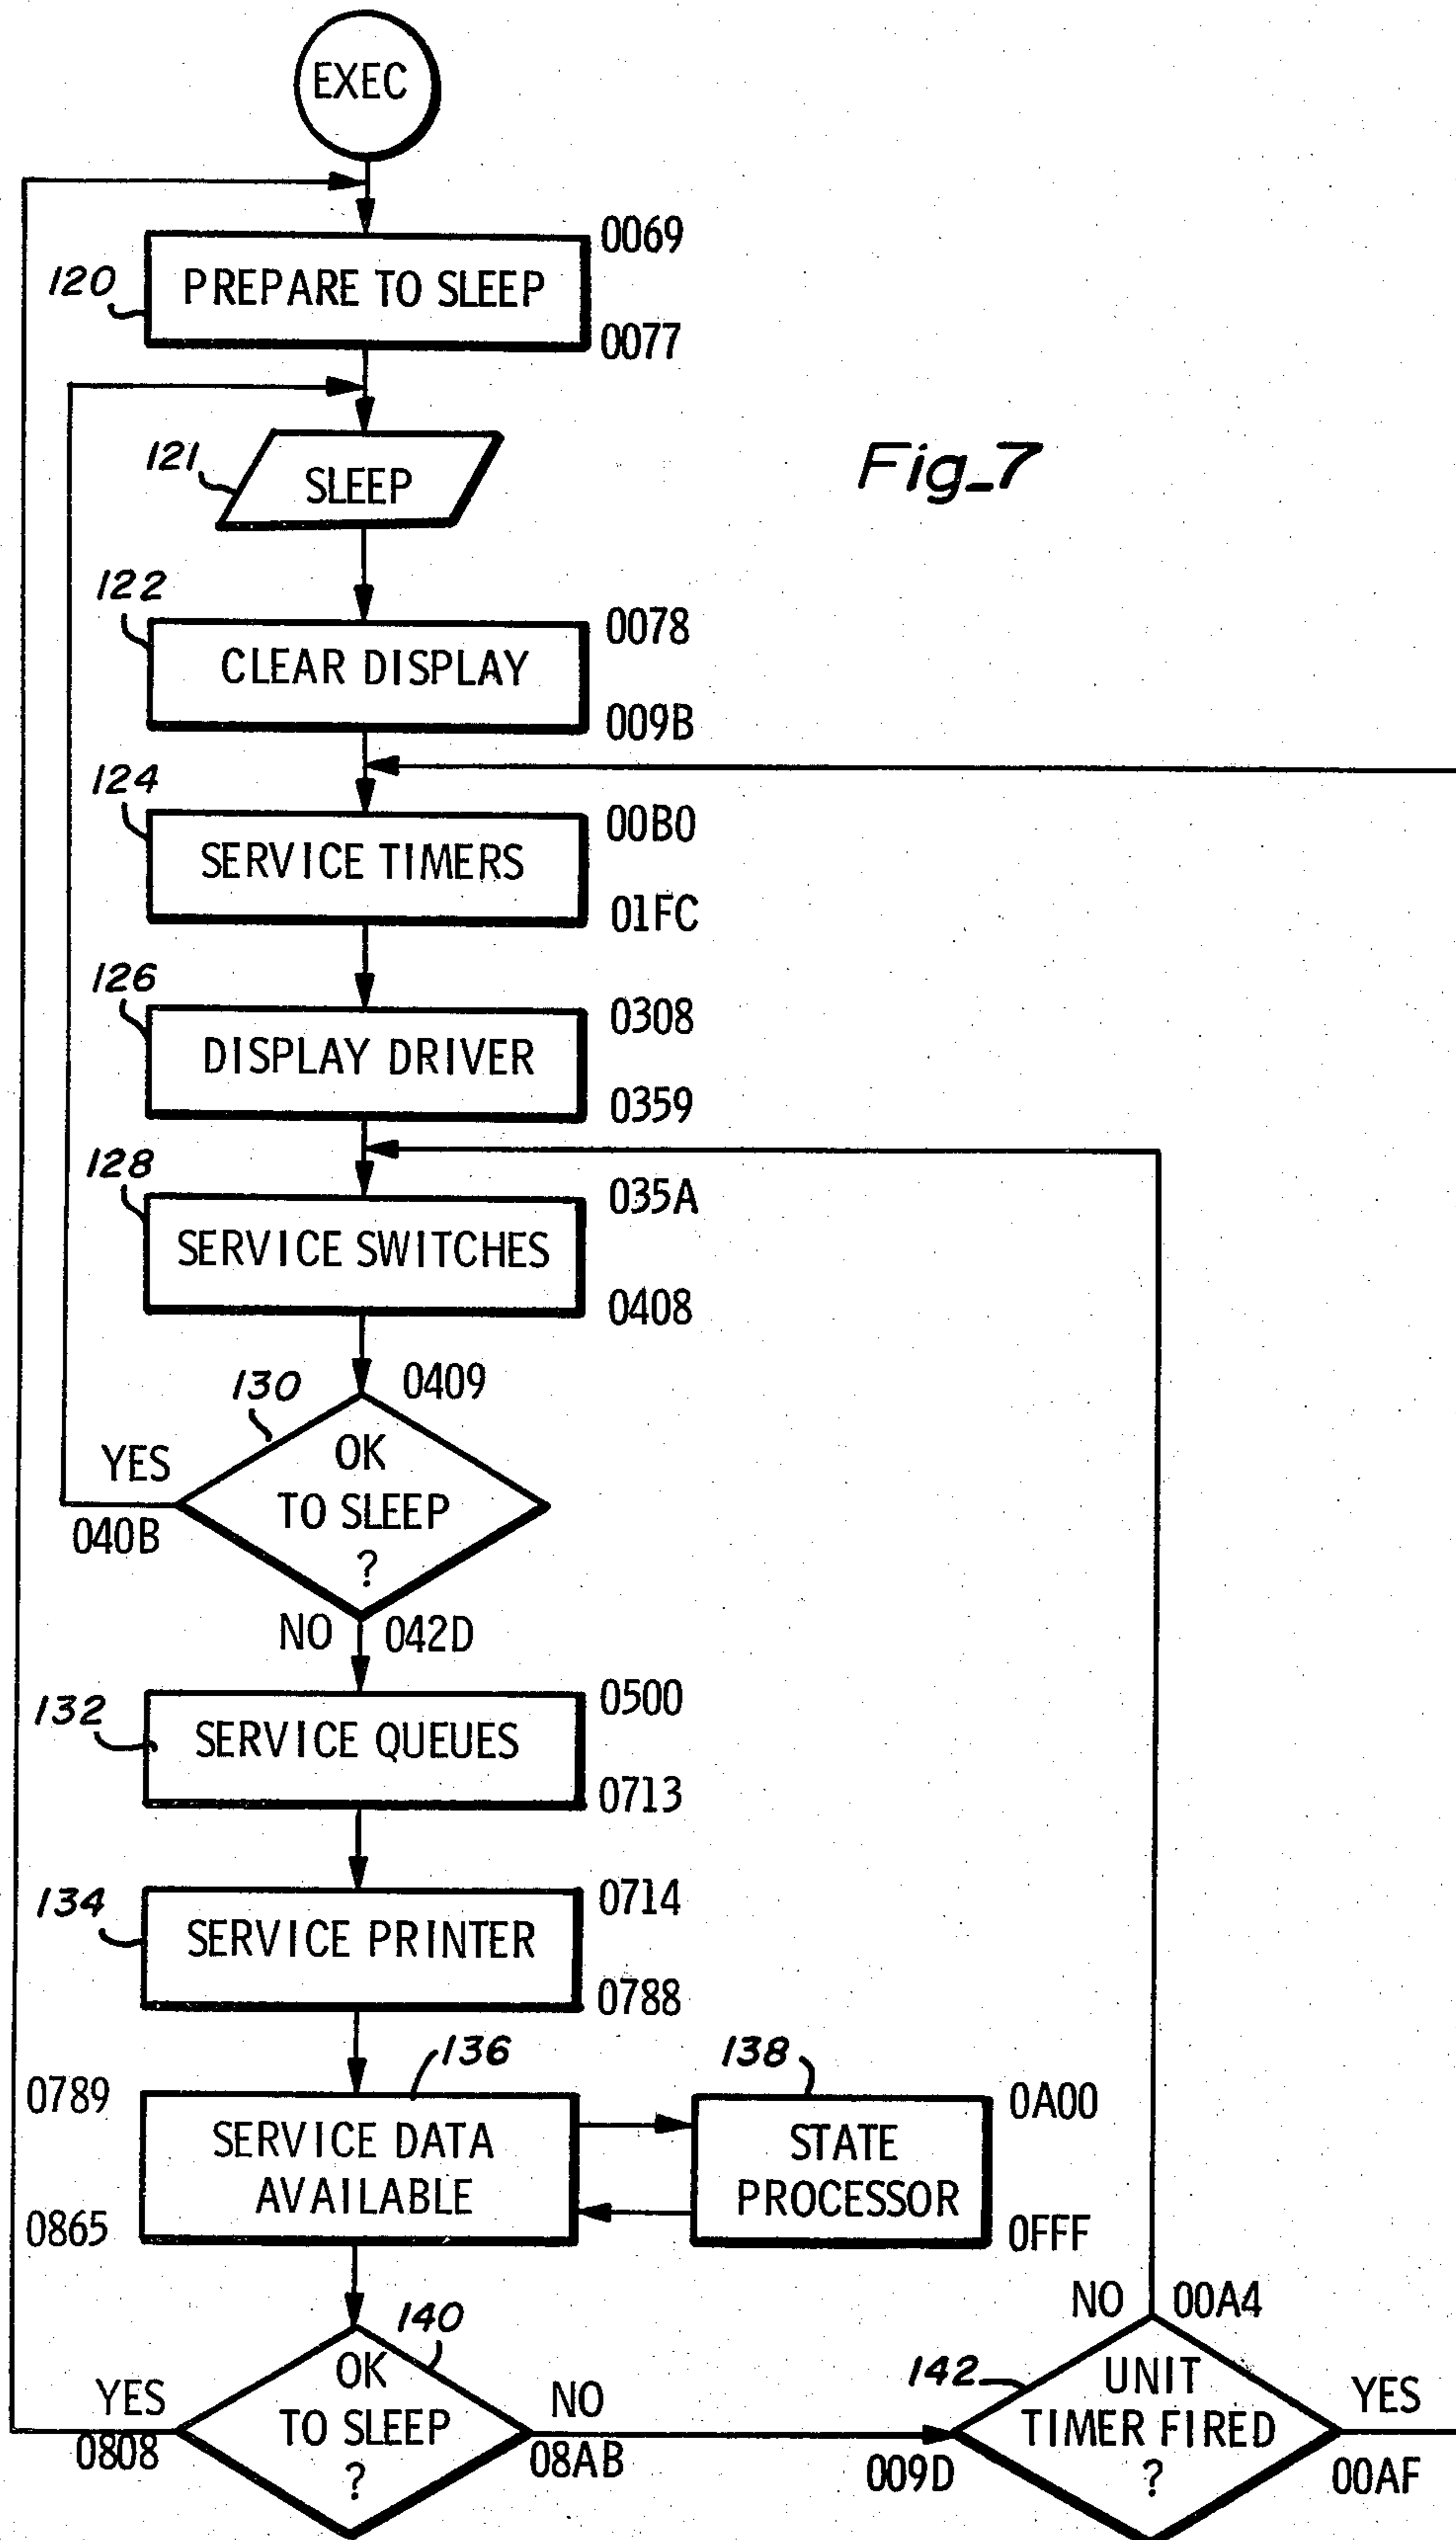 EXEC
0069
120
PREPARE TO SLEEP
0077
Fig_7
121
SLEEP
122
0078
CLEAR DISPLAY
009B
124
00B0
SERVICE TIMERS
01FC
126
0308
DISPLAY DRIVER
0359
128
035A
SERVICE SWITCHES
0408
130
0409
OK
TO SLEEP
?
YES
040B
NO
042D
132
0500
SERVICE QUEUES
0713
134
0714
SERVICE PRINTER
0788
136
0789
SERVICE DATA
AVAILABLE
0865
138
0A00
STATE
PROCESSOR
0FFF
140
OK
TO SLEEP
?
YES
0808
NO
08AB
NO
00A4
142
UNIT
TIMER FIRED
?
009D
YES
00AF